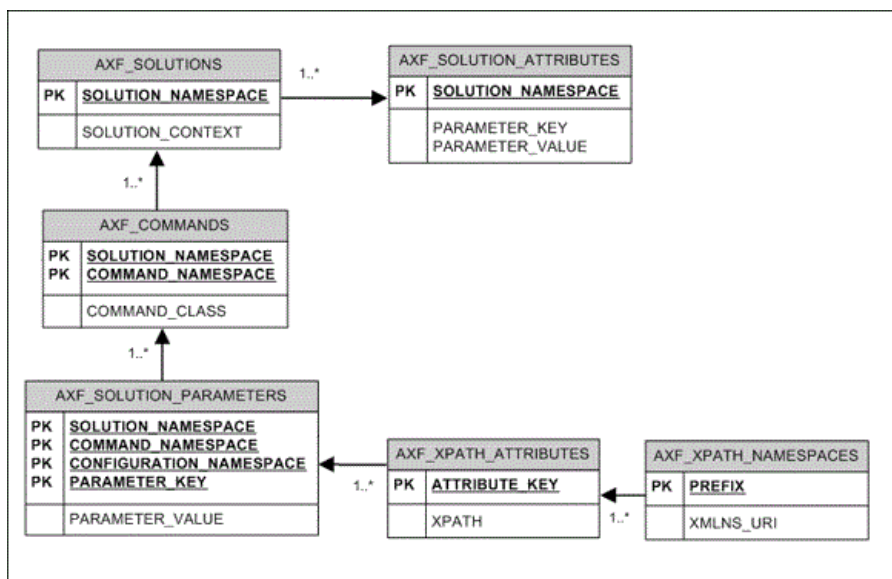 AXF_SOLUTIONS
PK SOLUTION_NAMESPACE
SOLUTION_CONTEXT
1..*
AXF_SOLUTION_ATTRIBUTES
PK SOLUTION_NAMESPACE
PARAMETER_KEY
PARAMETER_VALUE
1..*
AXF_COMMANDS
PK SOLUTION_NAMESPACE
PK COMMAND_NAMESPACE
COMMAND_CLASS
1..*
AXF_SOLUTION_PARAMETERS
PK SOLUTION_NAMESPACE
PK COMMAND_NAMESPACE
PK CONFIGURATION_NAMESPACE
PK PARAMETER_KEY
PARAMETER_VALUE
1..*
AXF_XPATH_ATTRIBUTES
PK ATTRIBUTE_KEY
XPATH
1..*
AXF_XPATH_NAMESPACES
PK PREFIX
XMLNS_URI